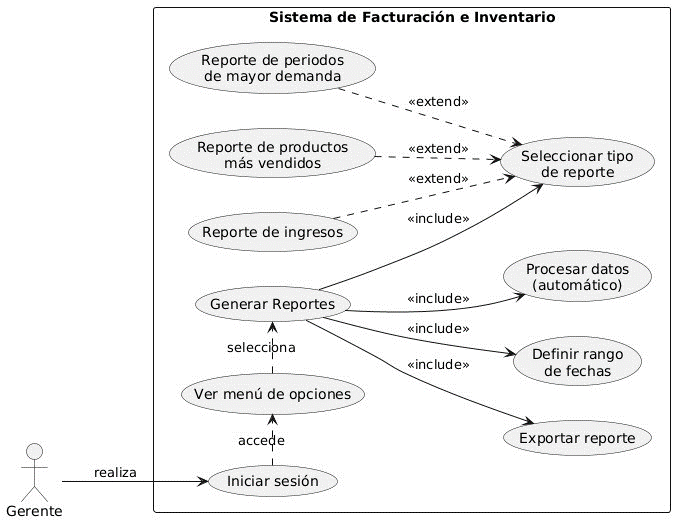 Sistema de Facturación e Inventario
Reporte de periodos
de mayor demanda
«extend»
Reporte de productos
más vendidos
«extend»
Seleccionar tipo
de reporte
«extend»
Reporte de ingresos
«include»
Procesar datos
(automático)
Generar Reportes
«include»
«include»
selecciona
Definir rango
de fechas
«include»
Ver menú de opciones
accede
Exportar reporte
realiza
Iniciar sesión
Gerente